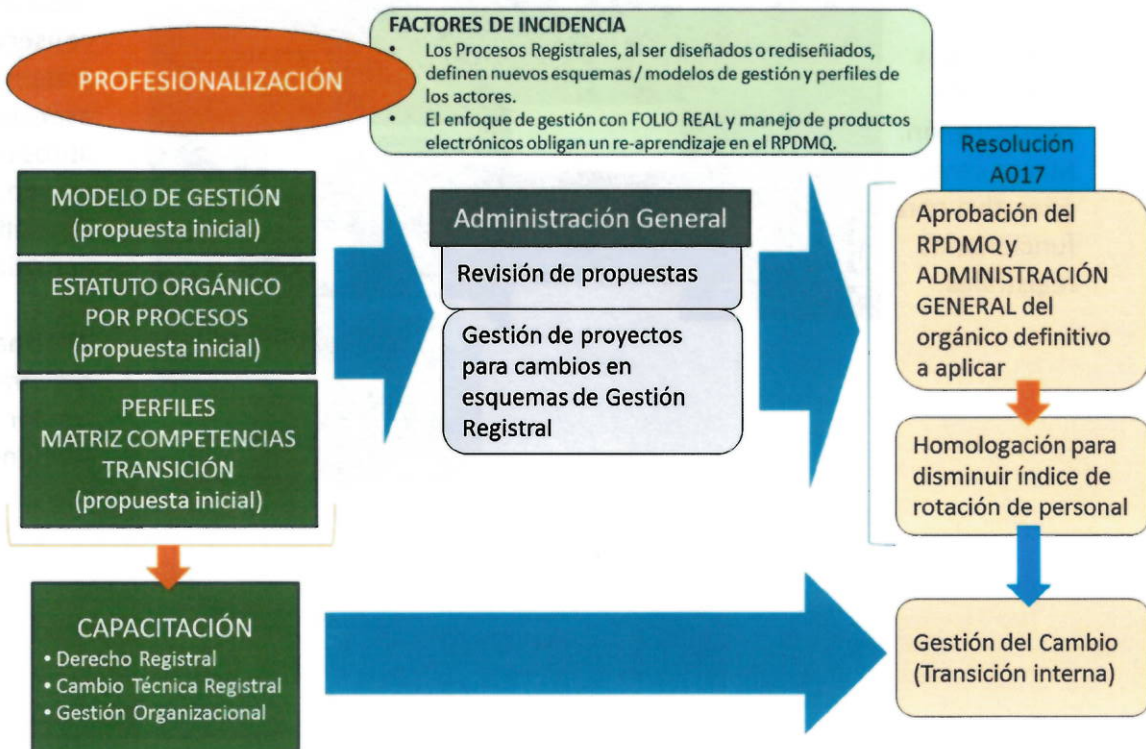 PROFESIONALIZACIÓN
FACTORES DE INCIDENCIA
• Los Procesos Registrales, al ser diseñados o rediseñiados,
definen nuevos esquemas / modelos de gestión y perfiles de
los actores.
• El enfoque de gestión con FOLIO REAL y manejo de productos
electrónicos obligan un re-aprendizaje en el RPDMQ.
MODELO DE GESTIÓN
(propuesta inicial)
ESTATUTO ORGÁNICO
POR PROCESOS
(propuesta inicial)
PERFILES
MATRIZ COMPETENCIAS
TRANSICIÓN
(propuesta inicial)
CAPACITACIÓN
• Derecho Registral
• Cambio Técnica Registral
• Gestión Organizacional
Administración General
Revisión de propuestas
Gestión de proyectos
para cambios en
esquemas de Gestión
Registral
Resolución
A017
Aprobación del
RPDMQ y
ADMINISTRACIÓN
GENERAL del
orgánico definitivo
a aplicar
Homologación para
disminuir índice de
rotación de personal
Gestión del Cambio
(Transición interna)